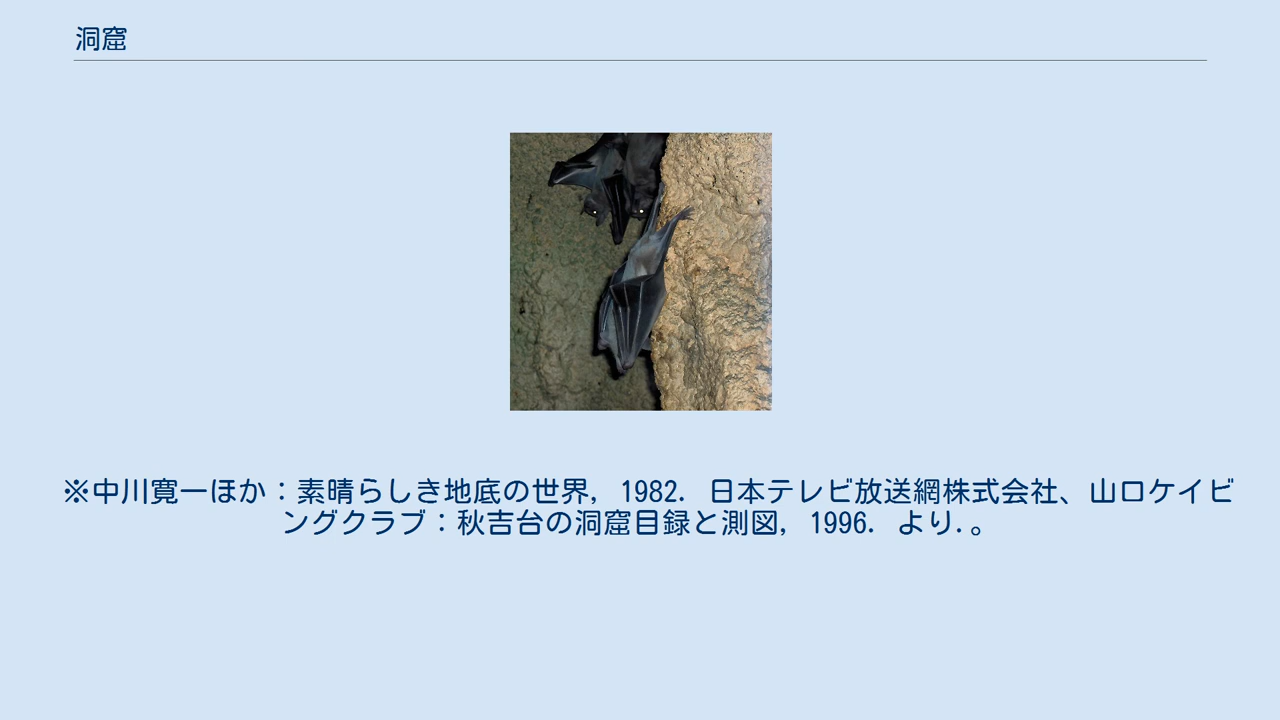 洞窟
※中川寛一ほか：素晴らしき地底の世界, 1982. 日本テレビ放送網株式会社、山口ケイビ
ングクラブ：秋吉台の洞窟目録と測図, 1996. より.。